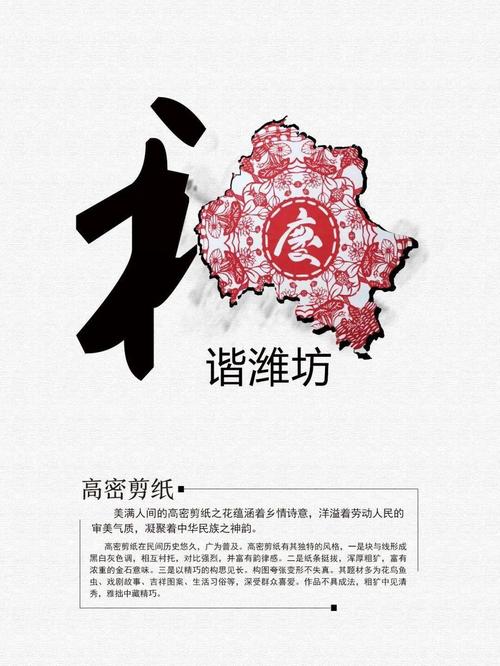 和
谐潍坊
高密剪纸
美满人间的高密剪纸之花蕴涵着乡情诗意，洋溢着劳动人民的
审美气质，凝聚着中华民族之神韵。
高密剪纸在民间历史悠久，广为普及。高密剪纸有其独特的风格，一是块与线形成
黑白灰色调，相互衬托，对比强烈，并富有韵律感。二是纸条挺拔，浑厚粗犷，富有
浓重的金石意味。三是以精巧的构思见长。构图夸张变形不失真。其题材多为花鸟鱼
虫、戏剧故事、吉祥图案、生活习俗等，深受群众喜爱。作品不具成法，粗犷中见清
秀，雅拙中藏精巧。